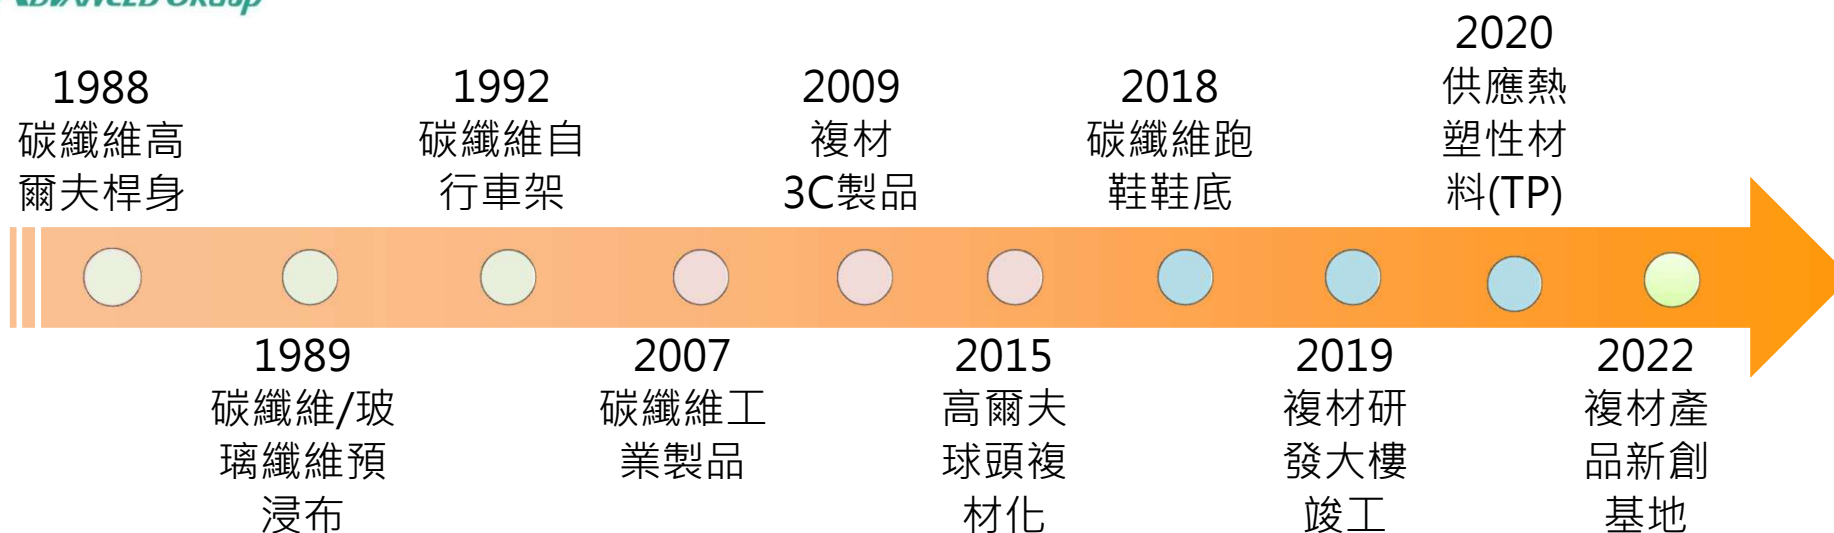 ADVANCED GROUP
1988
碳纖維高
爾夫桿身
1989
碳纖維/玻
璃纖維預
浸布
1992
碳纖維自
行車架
2007
碳纖維工
業製品
2009
複材
3C製品
2015
高爾夫
球頭複
材化
2018
碳纖維跑
鞋鞋底
2019
複材研
發大樓
竣工
2020
供應熱
塑性材
料(TP)
2022
複材產
品新創
基地